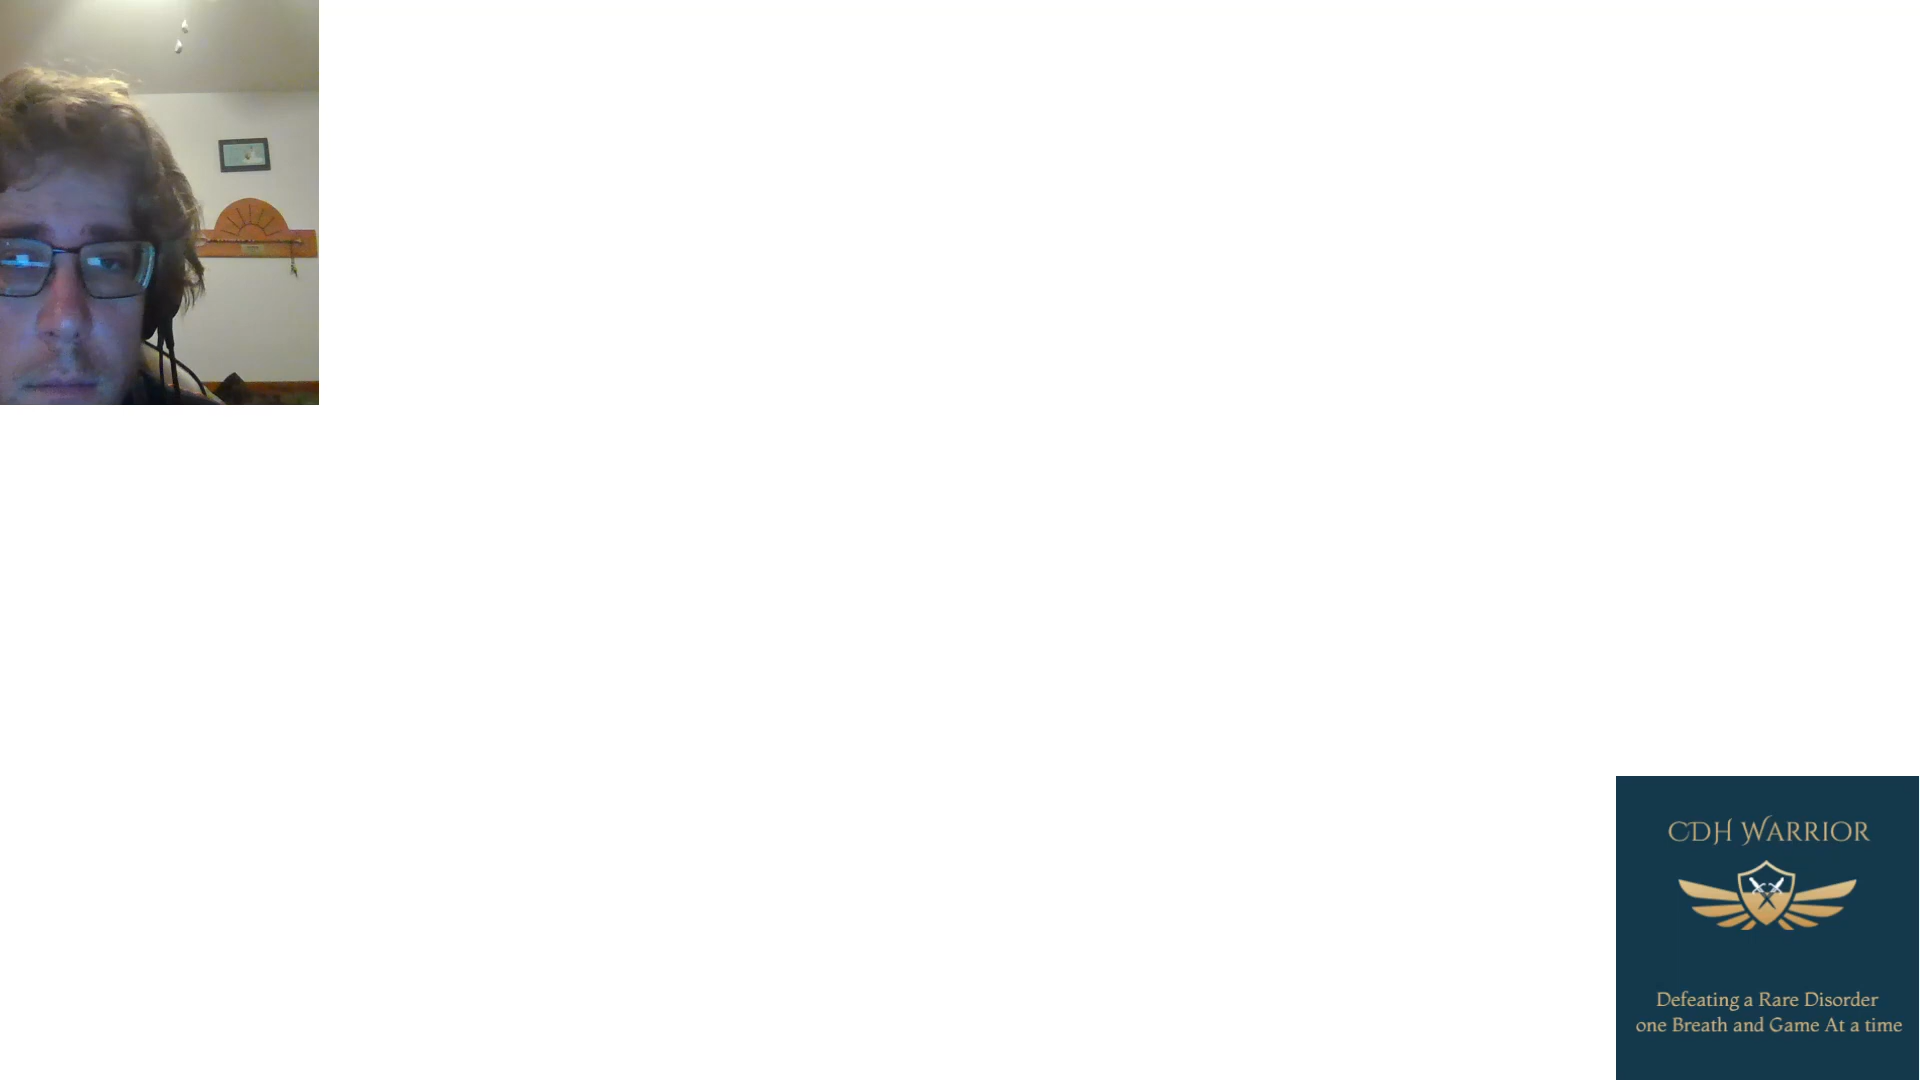 CDH WARRIOR
Defeating a Rare Disorder
one Breath and Game At a time